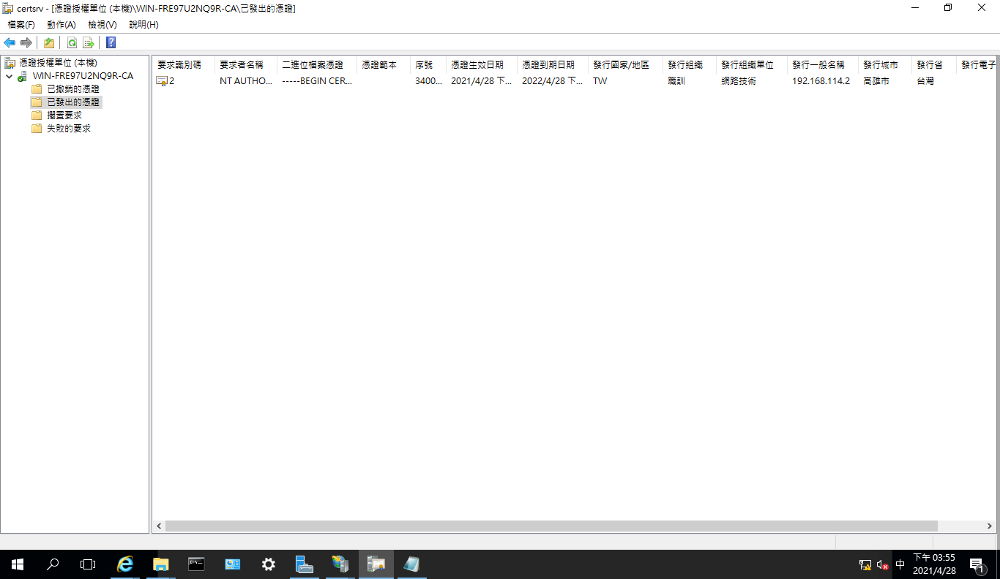 certsrv - [憑證授權單位 (本機)\WIN-FRE97U2NQ9R-CA\已發出的憑證]
檔案(F) 動作(A) 檢視(V) 說明(H)
憑證授權單位 (本機)
WIN-FRE97U2NQ9R-CA
已撤銷的憑證
已發出的憑證
擱置要求
失敗的要求
要求識別碼 要求者名稱 二進位檔案憑證 憑證範本 序號 憑證生效日期 憑證到期日期 發行國家/地區 發行組織 發行組織單位 發行一般名稱 發行城市 發行省 發行電子
2 NT AUTHO... -----BEGIN CER... 3400... 2021/4/28 下... 2022/4/28 下... TW 職訓 網路技術 192.168.114.2 高雄市 台灣
中
下午 03:55
2021/4/28
1